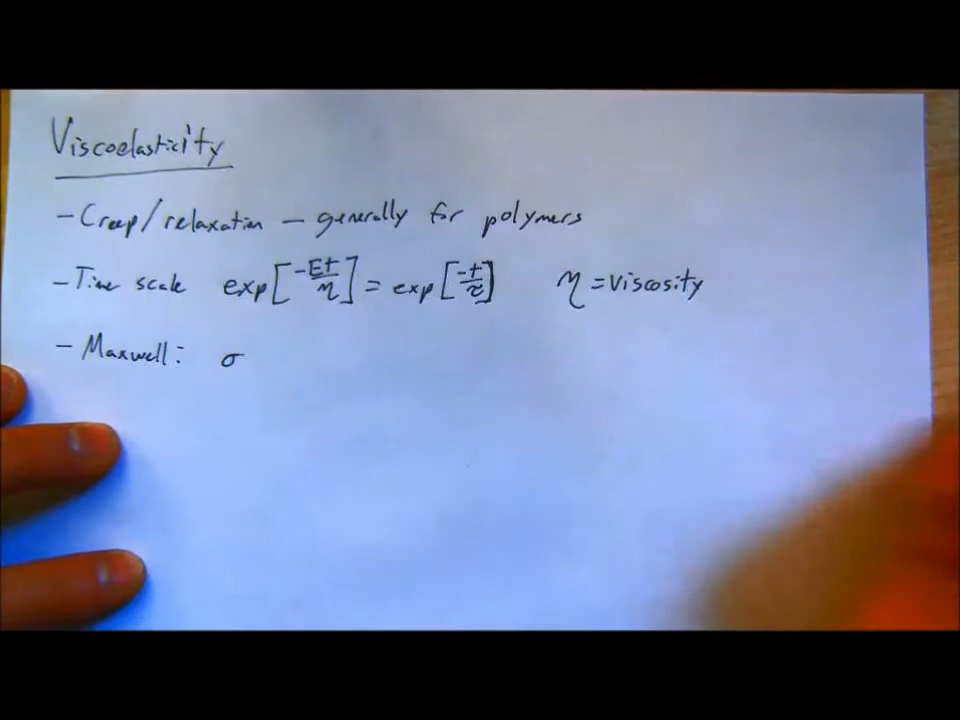 Viscoelasticity
- Creep/relaxation - generally for polymers
- Time scale exp[-Et/η] = exp[-t/τ] η = viscosity
- Maxwell: σ